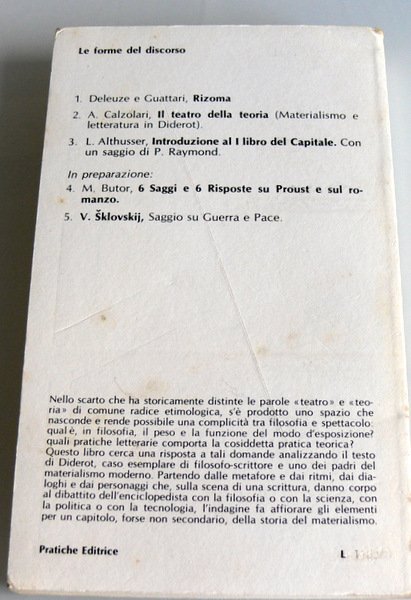 Le forme del discorso
1. Deleuze e Guattari, Rizoma
2. A. Calzolari, Il teatro della teoria (Materialismo e
letteratura in Diderot).
3. L. Althusser, Introduzione al I libro del Capitale. Con
un saggio di P. Raymond.
In preparazione:
4. M. Butor, 6 Saggi e 6 Risposte su Proust e sul ro-
manzo.
5. V. Šklovskij, Saggio su Guerra e Pace.
Nello scarto che ha storicamente distinte le parole «teatro» e «teo-
ria» di comune radice etimologica, s'è prodotto uno spazio che
nasconde e rende possibile una complicità tra filosofia e spettacolo:
qual'è, in filosofia, il peso e la funzione del modo d'esposizione?
quali pratiche letterarie comporta la cosiddetta pratica teorica?
Questo libro cerca una risposta a tali domande analizzando il testo
di Diderot, caso esemplare di filosofo-scrittore e uno dei padri del
materialismo moderno. Partendo dalle metafore e dai ritmi, dai dia-
loghi e dai personaggi che, sulla scena di una scrittura, danno corpo
al dibattito dell'enciclopedista con la filosofia o con la scienza, con
la politica o con la tecnologia, l'indagine fa affiorare gli elementi
per un capitolo, forse non secondario, della storia del materialismo.
Pratiche Editrice
L.